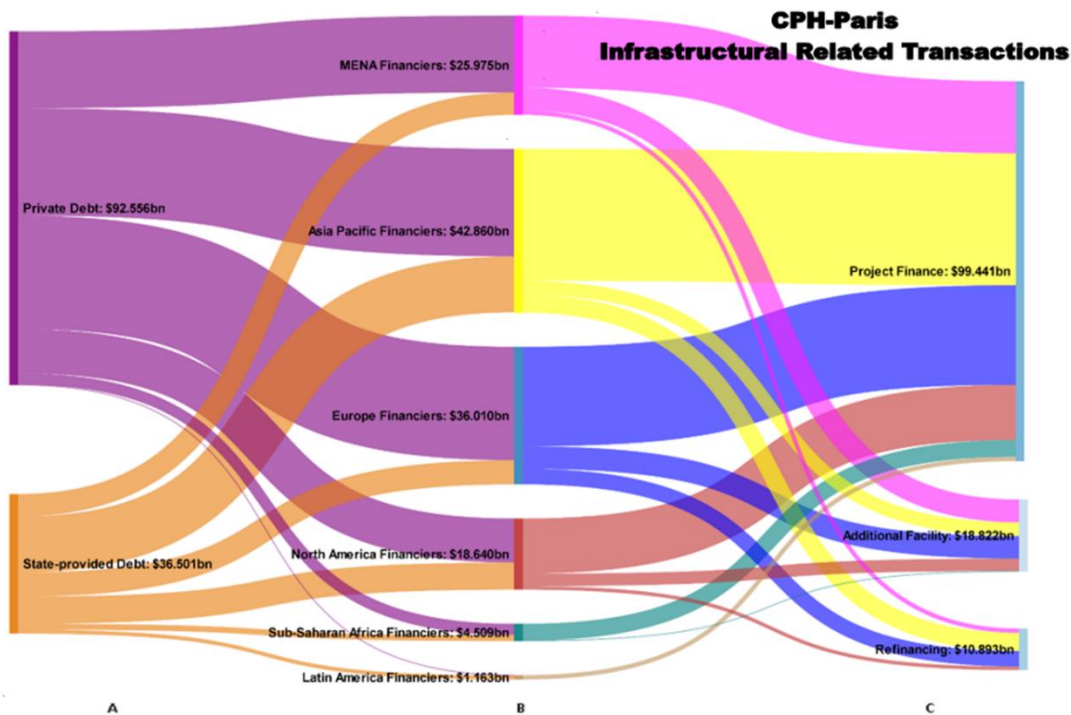 CPH-Paris
Infrastructural Related Transactions
MENA Financiers: $25.975bn
Private Debt: $92.556bn
Asia Pacific Financiers: $42.860bn
Project Finance: $99.441bn
Europe Financiers: $36.010bn
Additional Facility: $18.822bn
North America Financiers: $18.640bn
State-provided Debt: $36.501bn
Sub-Saharan Africa Financiers: $4.509bn
Refinancing: $10.893bn
Latin America Financiers: $1.163bn
A B C